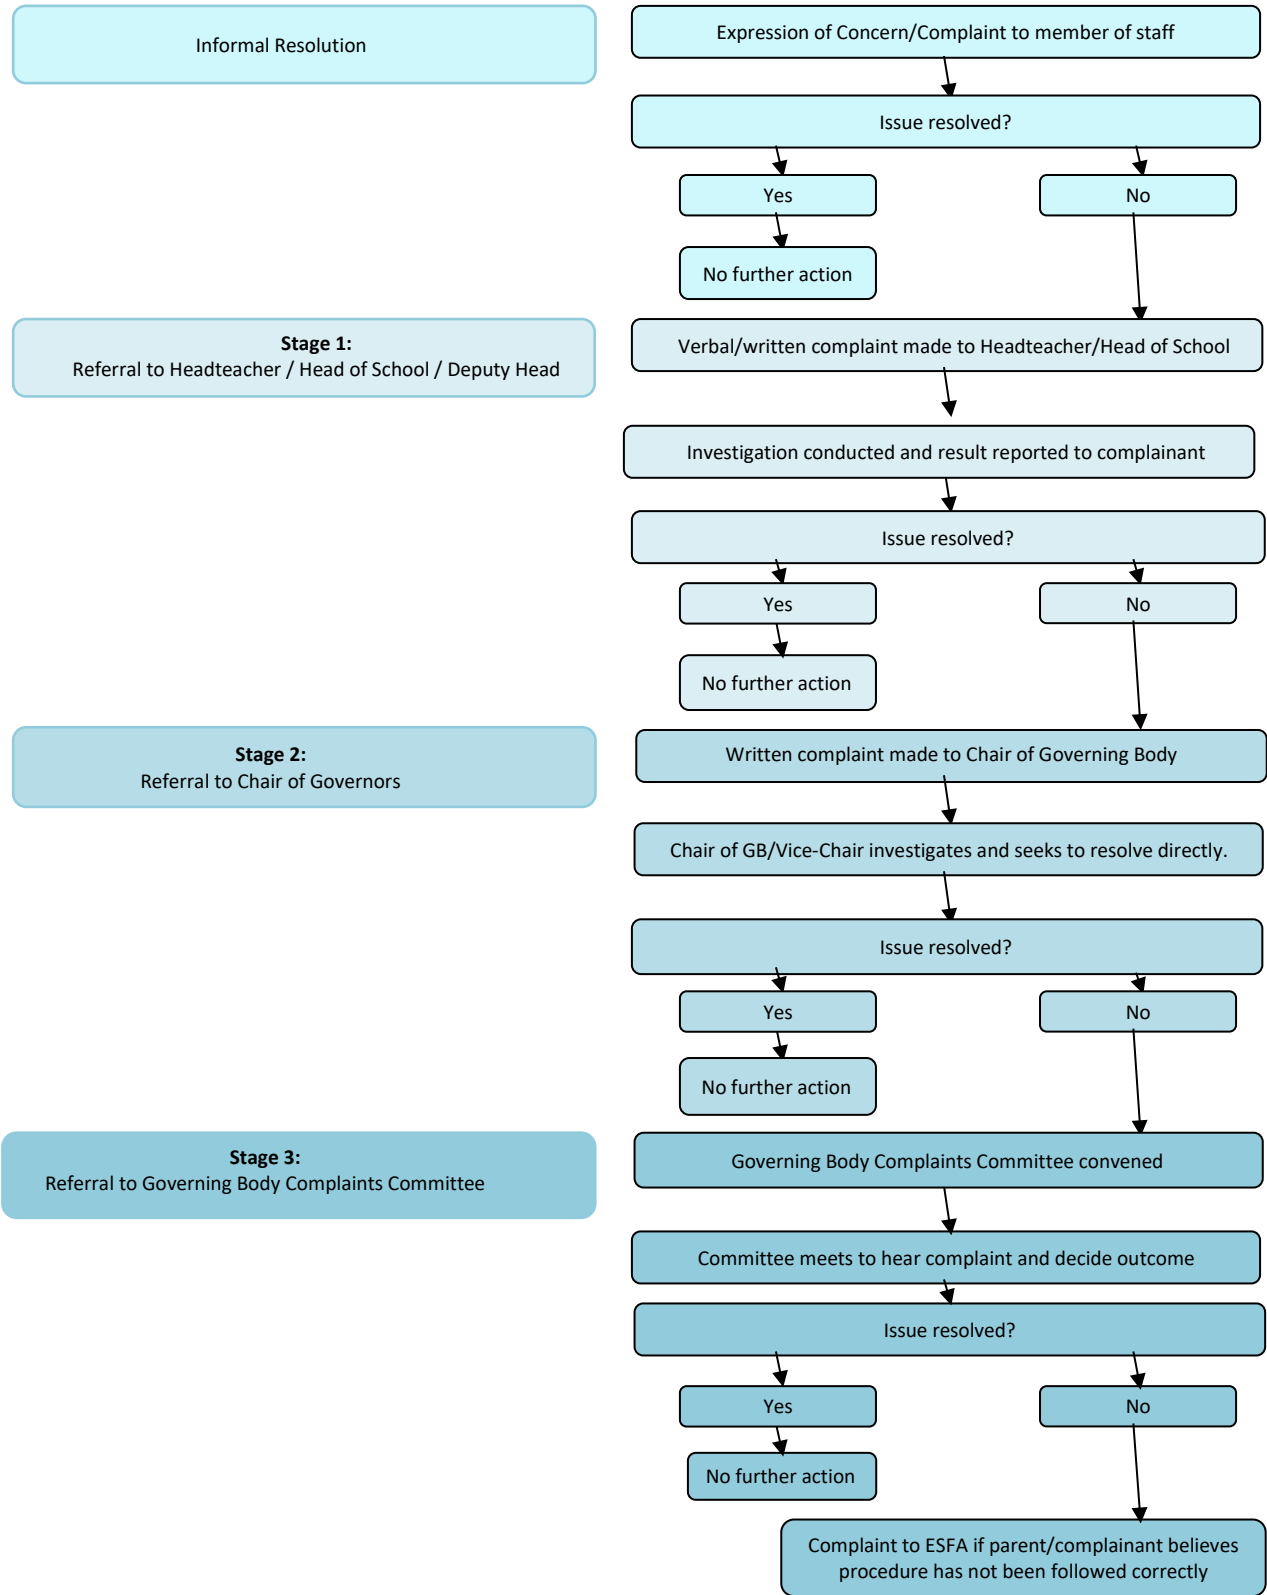 Informal Resolution
Expression of Concern/Complaint to member of staff
Issue resolved?
Yes
No
No further action
Stage 1:
Referral to Headteacher / Head of School / Deputy Head
Verbal/written complaint made to Headteacher/Head of School
Investigation conducted and result reported to complainant
Issue resolved?
Yes
No
No further action
Stage 2:
Referral to Chair of Governors
Written complaint made to Chair of Governing Body
Chair of GB/Vice-Chair investigates and seeks to resolve directly.
Issue resolved?
Yes
No
No further action
Stage 3:
Referral to Governing Body Complaints Committee
Governing Body Complaints Committee convened
Committee meets to hear complaint and decide outcome
Issue resolved?
Yes
No
No further action
Complaint to ESFA if parent/complainant believes
procedure has not been followed correctly